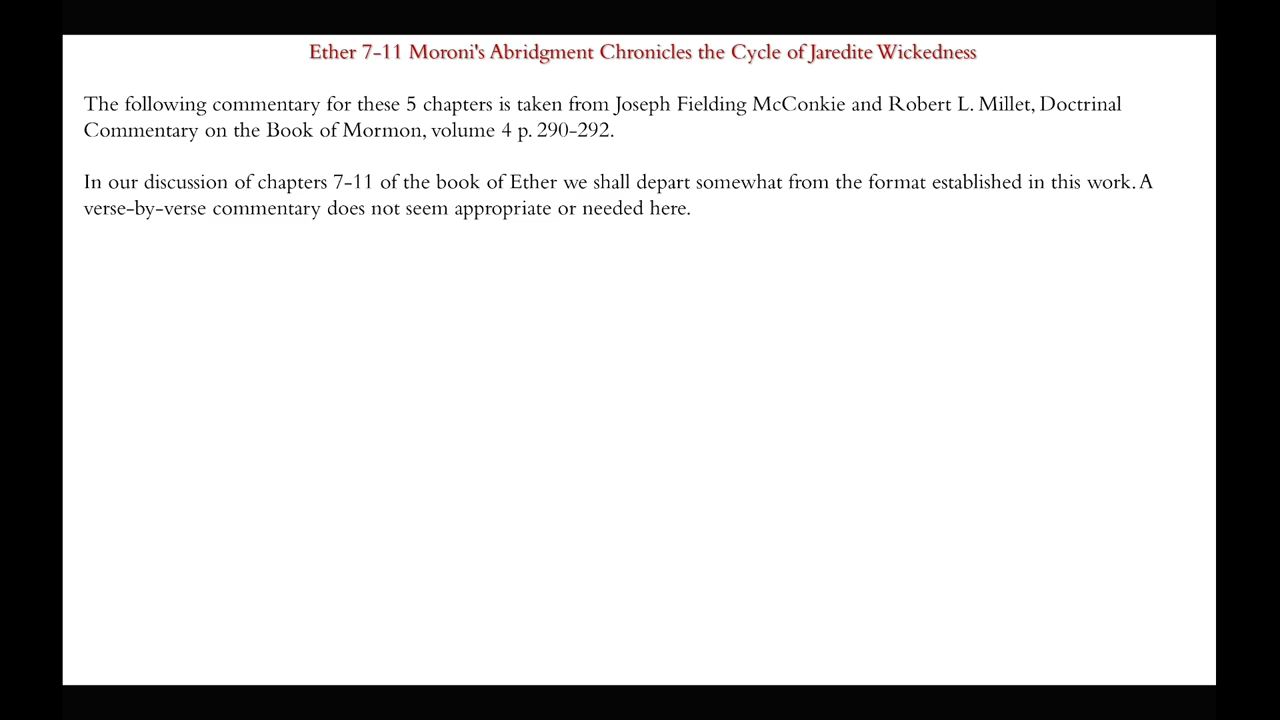 Ether 7-11 Moroni's Abridgment Chronicles the Cycle of Jaredite Wickedness
The following commentary for these 5 chapters is taken from Joseph Fielding McConkie and Robert L. Millet, Doctrinal
Commentary on the Book of Mormon, volume 4 p. 290-292.
In our discussion of chapters 7-11 of the book of Ether we shall depart somewhat from the format established in this work. A
verse-by-verse commentary does not seem appropriate or needed here.